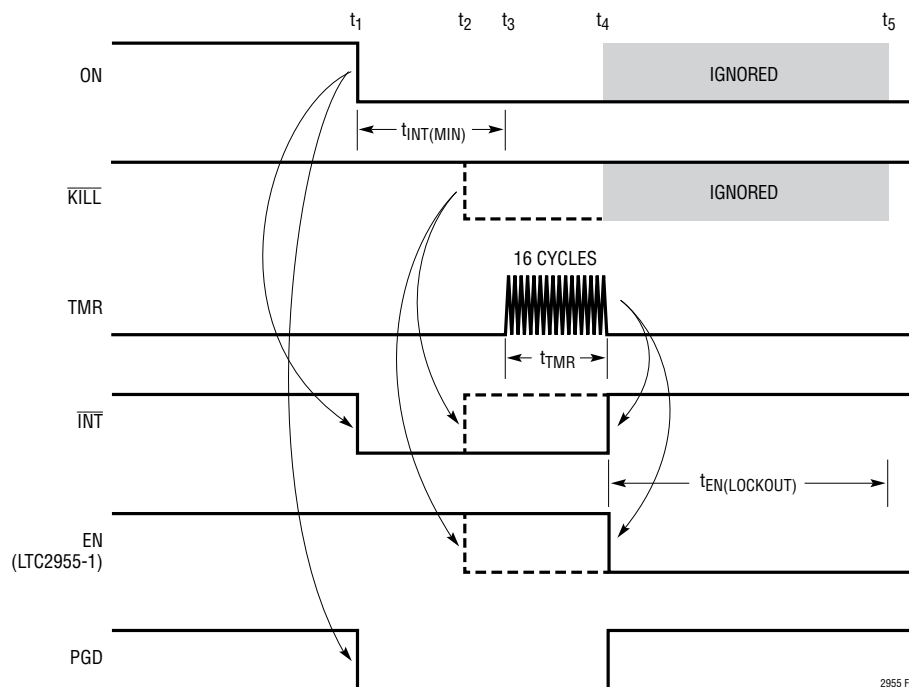 t1 t2 t3 t4 t5
ON
IGNORED
tINT(MIN)
KILL
IGNORED
16 CYCLES
TMR
tTMR
INT
tEN(LOCKOUT)
EN
(LTC2955-1)
PGD
2955 F